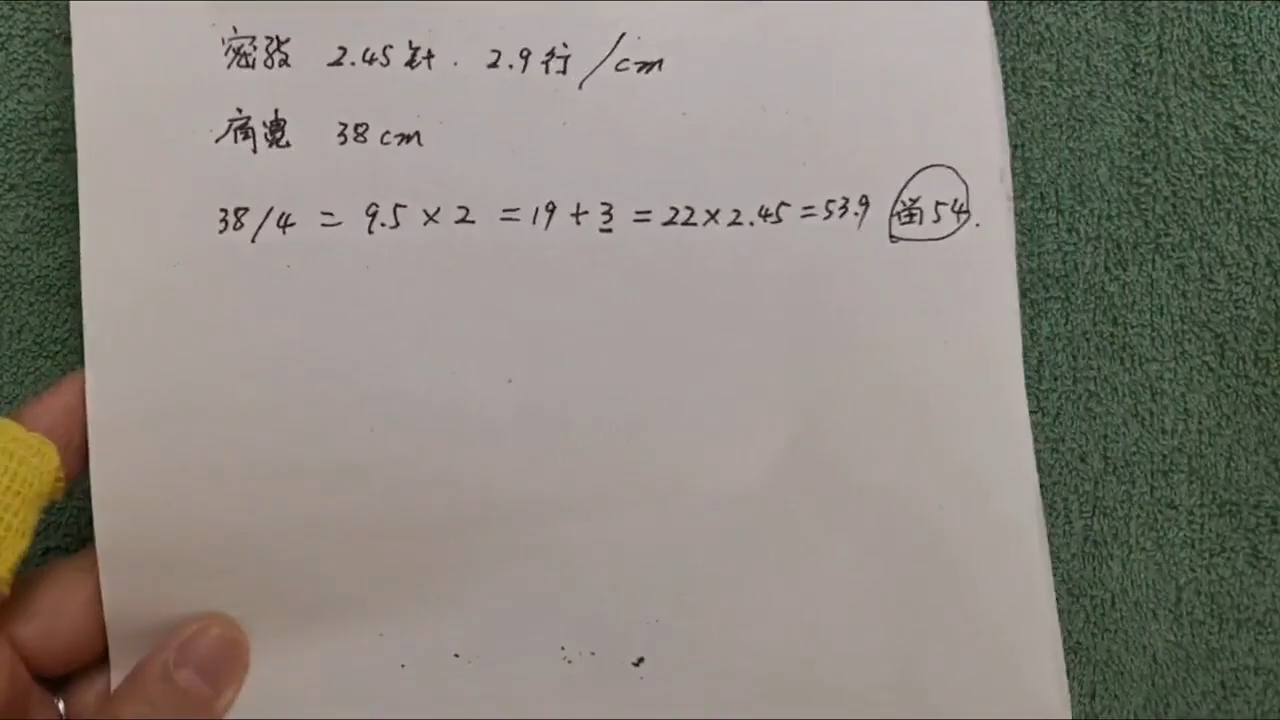 密数 2.45针. 2.9行/cm
肩宽 38cm
38/4 = 9.5×2 = 19+3 = 22×2.45 = 53.9 留54.